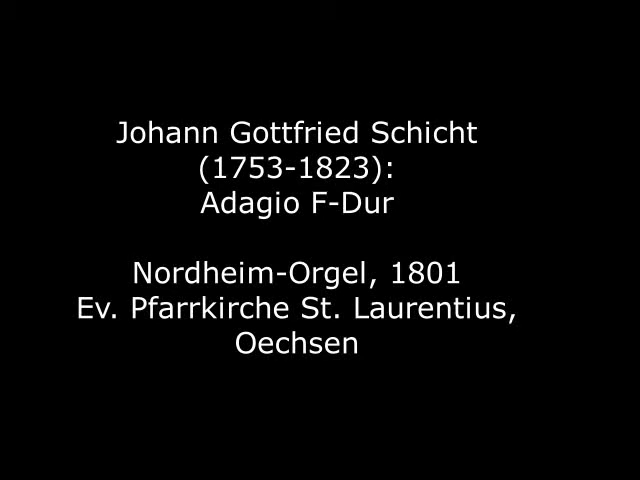 Johann Gottfried Schicht
(1753-1823):
Adagio F-Dur
Nordheim-Orgel, 1801
Ev. Pfarrkirche St. Laurentius,
Oechsen